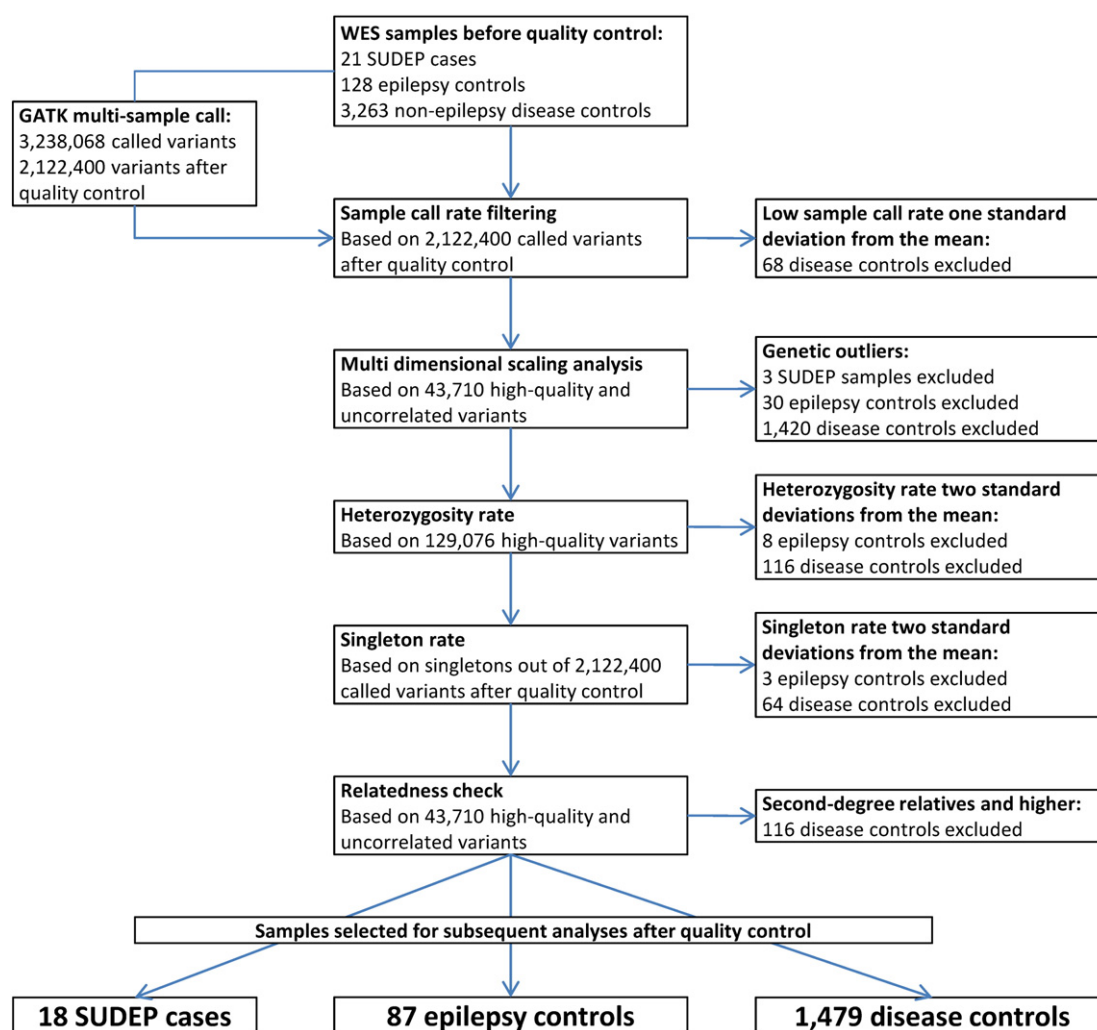 WES samples before quality control:
21 SUDEP cases
128 epilepsy controls
3,263 non-epilepsy disease controls
GATK multi-sample call:
3,238,068 called variants
2,122,400 variants after
quality control
Sample call rate filtering
Based on 2,122,400 called variants
after quality control
Low sample call rate one standard
deviation from the mean:
68 disease controls excluded
Multi dimensional scaling analysis
Based on 43,710 high-quality and
uncorrelated variants
Genetic outliers:
3 SUDEP samples excluded
30 epilepsy controls excluded
1,420 disease controls excluded
Heterozygosity rate
Based on 129,076 high-quality variants
Heterozygosity rate two standard
deviations from the mean:
8 epilepsy controls excluded
116 disease controls excluded
Singleton rate
Based on singletons out of 2,122,400
called variants after quality control
Singleton rate two standard
deviations from the mean:
3 epilepsy controls excluded
64 disease controls excluded
Relatedness check
Based on 43,710 high-quality and
uncorrelated variants
Second-degree relatives and higher:
116 disease controls excluded
Samples selected for subsequent analyses after quality control
18 SUDEP cases
87 epilepsy controls
1,479 disease controls